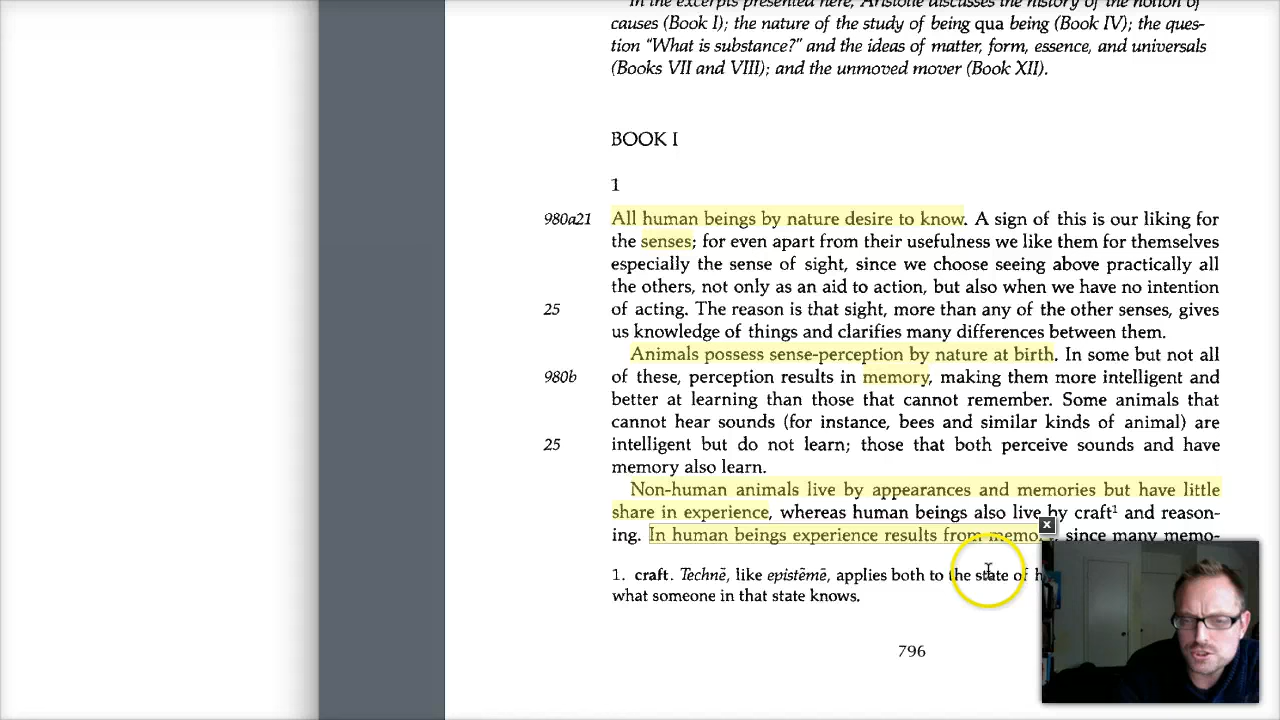 In the excerpts presented here, Aristotle discusses the history of the notion of
causes (Book I); the nature of the study of being qua being (Book IV); the ques-
tion "What is substance?" and the ideas of matter, form, essence, and universals
(Books VII and VIII); and the unmoved mover (Book XII).
BOOK I
1
980a21 All human beings by nature desire to know. A sign of this is our liking for
the senses; for even apart from their usefulness we like them for themselves
especially the sense of sight, since we choose seeing above practically all
the others, not only as an aid to action, but also when we have no intention
25 of acting. The reason is that sight, more than any of the other senses, gives
us knowledge of things and clarifies many differences between them.
Animals possess sense-perception by nature at birth. In some but not all
980b of these, perception results in memory, making them more intelligent and
better at learning than those that cannot remember. Some animals that
cannot hear sounds (for instance, bees and similar kinds of animal) are
25 intelligent but do not learn; those that both perceive sounds and have
memory also learn.
Non-human animals live by appearances and memories but have little
share in experience, whereas human beings also live by craft¹ and reason-
ing. In human beings experience results from memory, since many memo-
1. craft. Technē, like epistēmē, applies both to the state of
what someone in that state knows.
796